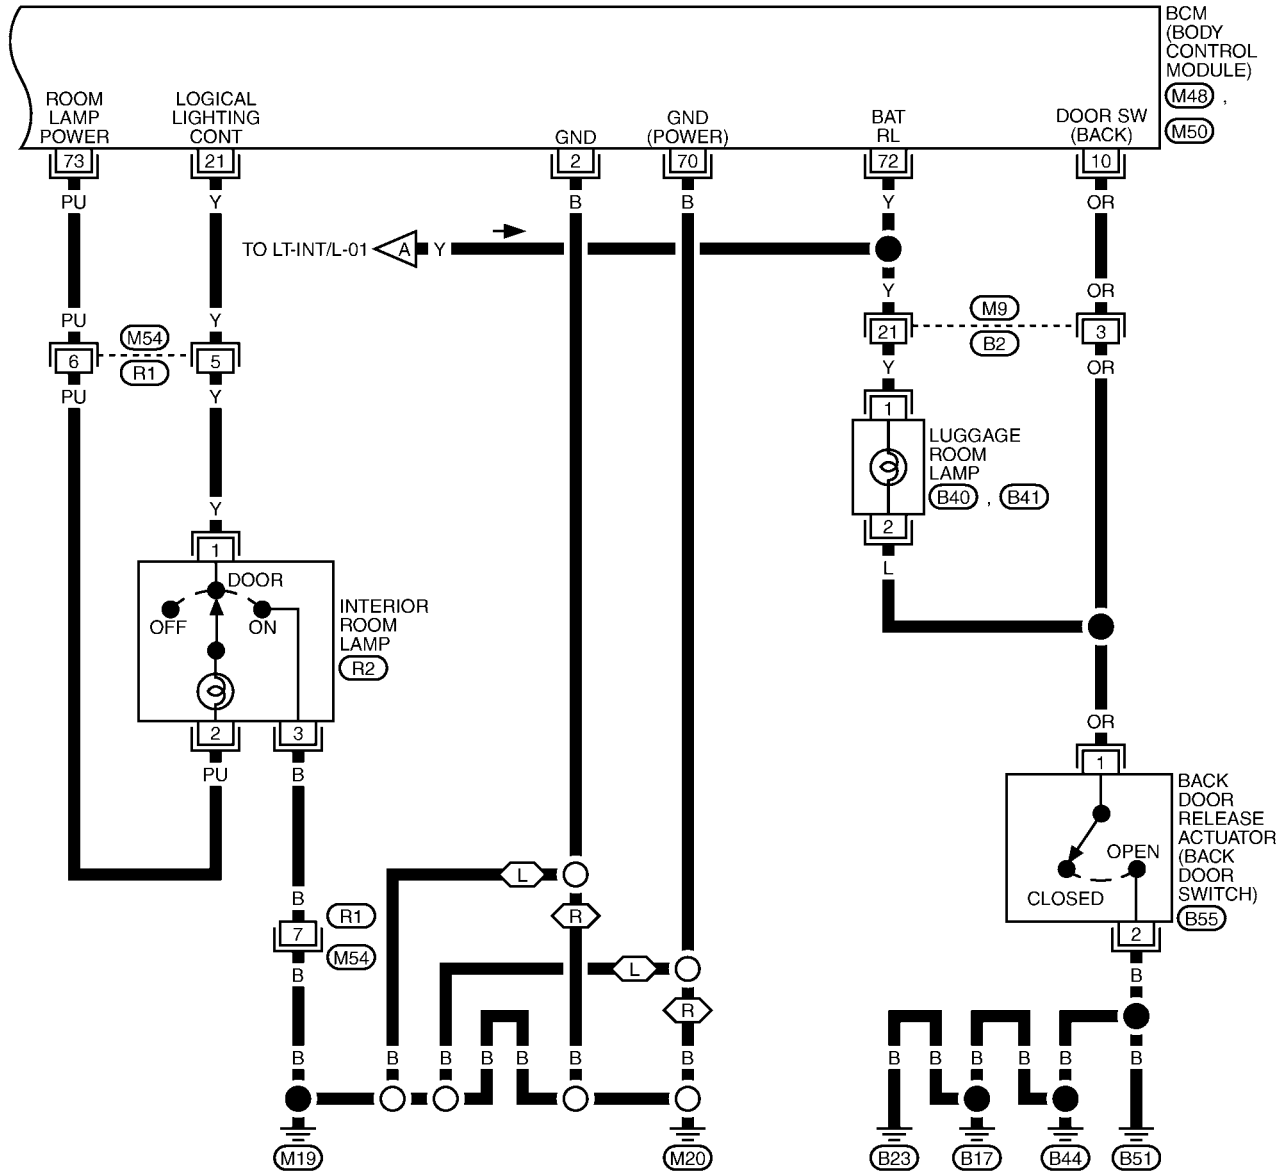 BCM
(BODY
CONTROL
MODULE)
M48 ,
M50
ROOM
LAMP
POWER
LOGICAL
LIGHTING
CONT
GND
GND
(POWER)
BAT
RL
DOOR SW
(BACK)
73
21
2
70
72
10
PU
Y
B
B
Y
OR
TO LT-INT/L-01
A
Y
PU
Y
Y
OR
M54
R1
6
5
M9
B2
21
3
PU
Y
Y
OR
1
LUGGAGE
ROOM
LAMP
B40 , B41
2
L
Y
1
DOOR
OFF
ON
INTERIOR
ROOM
LAMP
R2
2
3
PU
B
OR
1
BACK
DOOR
RELEASE
ACTUATOR
(BACK
DOOR
SWITCH)
B55
OPEN
CLOSED
2
B
L
R
B
R1
7
M54
B
L
R
B
B
B
B
B
B
B
B
B
B
B
B
B
B
M19
M20
B23
B17
B44
B51